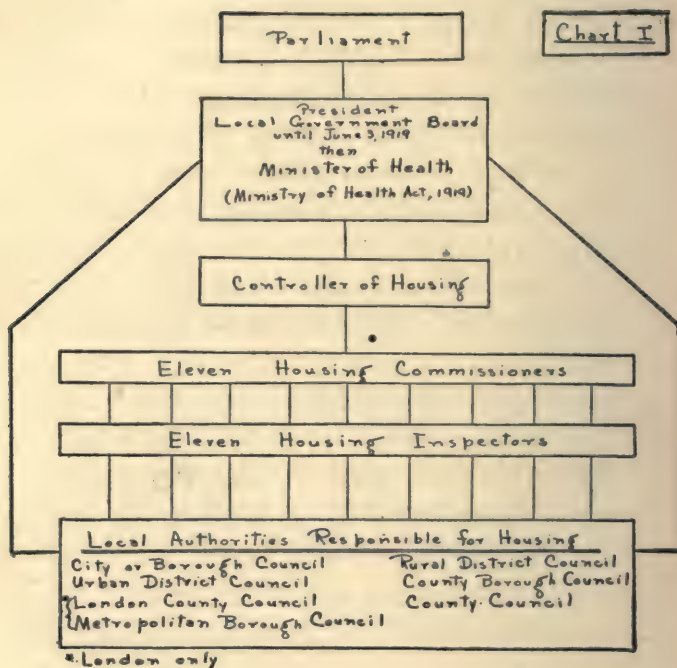 Parliament
Chart I
President
Local Government Board
until June 3, 1919
then
Minister of Health
(Ministry of Health Act, 1919)
Controller of Housing
Eleven Housing Commissioners
Eleven Housing Inspectors
Local Authorities Responsible for Housing
City or Borough Council
Urban District Council
*London County Council
Metropolitan Borough Council
Rural District Council
County Borough Council
County Council
*London only